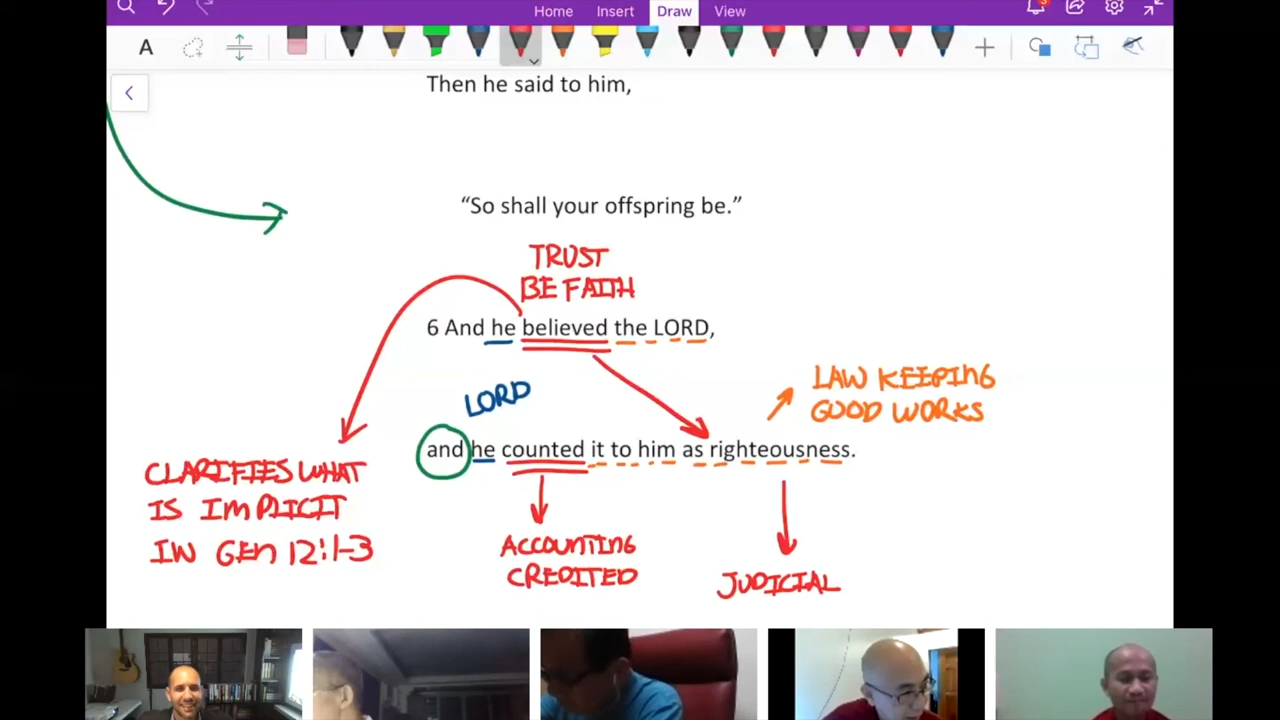 Home Insert Draw View
A
Then he said to him,
“So shall your offspring be.”
TRUST
BE FAITH
6 And he believed the LORD,
LAW KEEPING
GOOD WORKS
LORD
and he counted it to him as righteousness.
CLARIFIES WHAT
IS IMPLICIT
IN GEN 12:1-3
ACCOUNTING
CREDITED
JUDICIAL